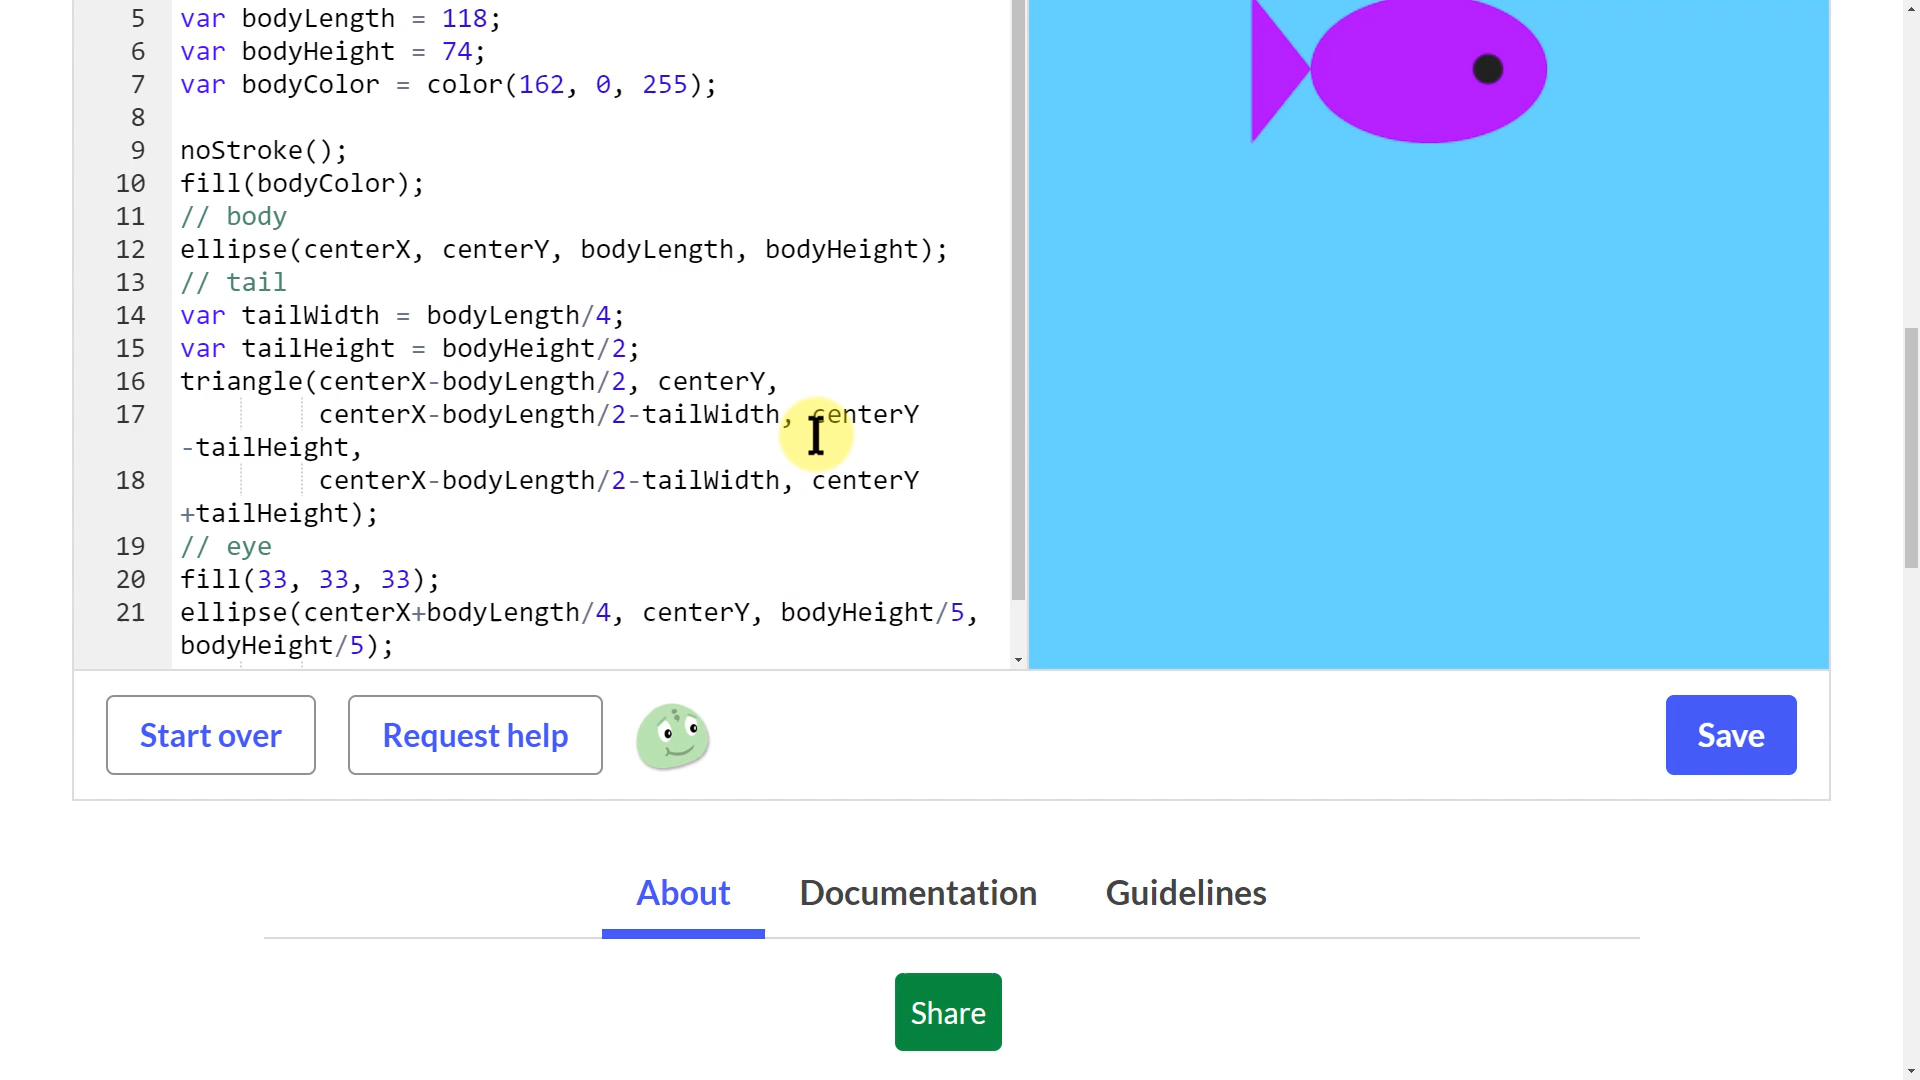 5 var bodyLength = 118;
6 var bodyHeight = 74;
7 var bodyColor = color(162, 0, 255);
8
9 noStroke();
10 fill(bodyColor);
11 // body
12 ellipse(centerX, centerY, bodyLength, bodyHeight);
13 // tail
14 var tailWidth = bodyLength/4;
15 var tailHeight = bodyHeight/2;
16 triangle(centerX-bodyLength/2, centerY,
17 centerX-bodyLength/2-tailWidth, centerY
-tailHeight,
18 centerX-bodyLength/2-tailWidth, centerY
+tailHeight);
19 // eye
20 fill(33, 33, 33);
21 ellipse(centerX+bodyLength/4, centerY, bodyHeight/5,
bodyHeight/5);
Start over
Request help
Save
About
Documentation
Guidelines
Share